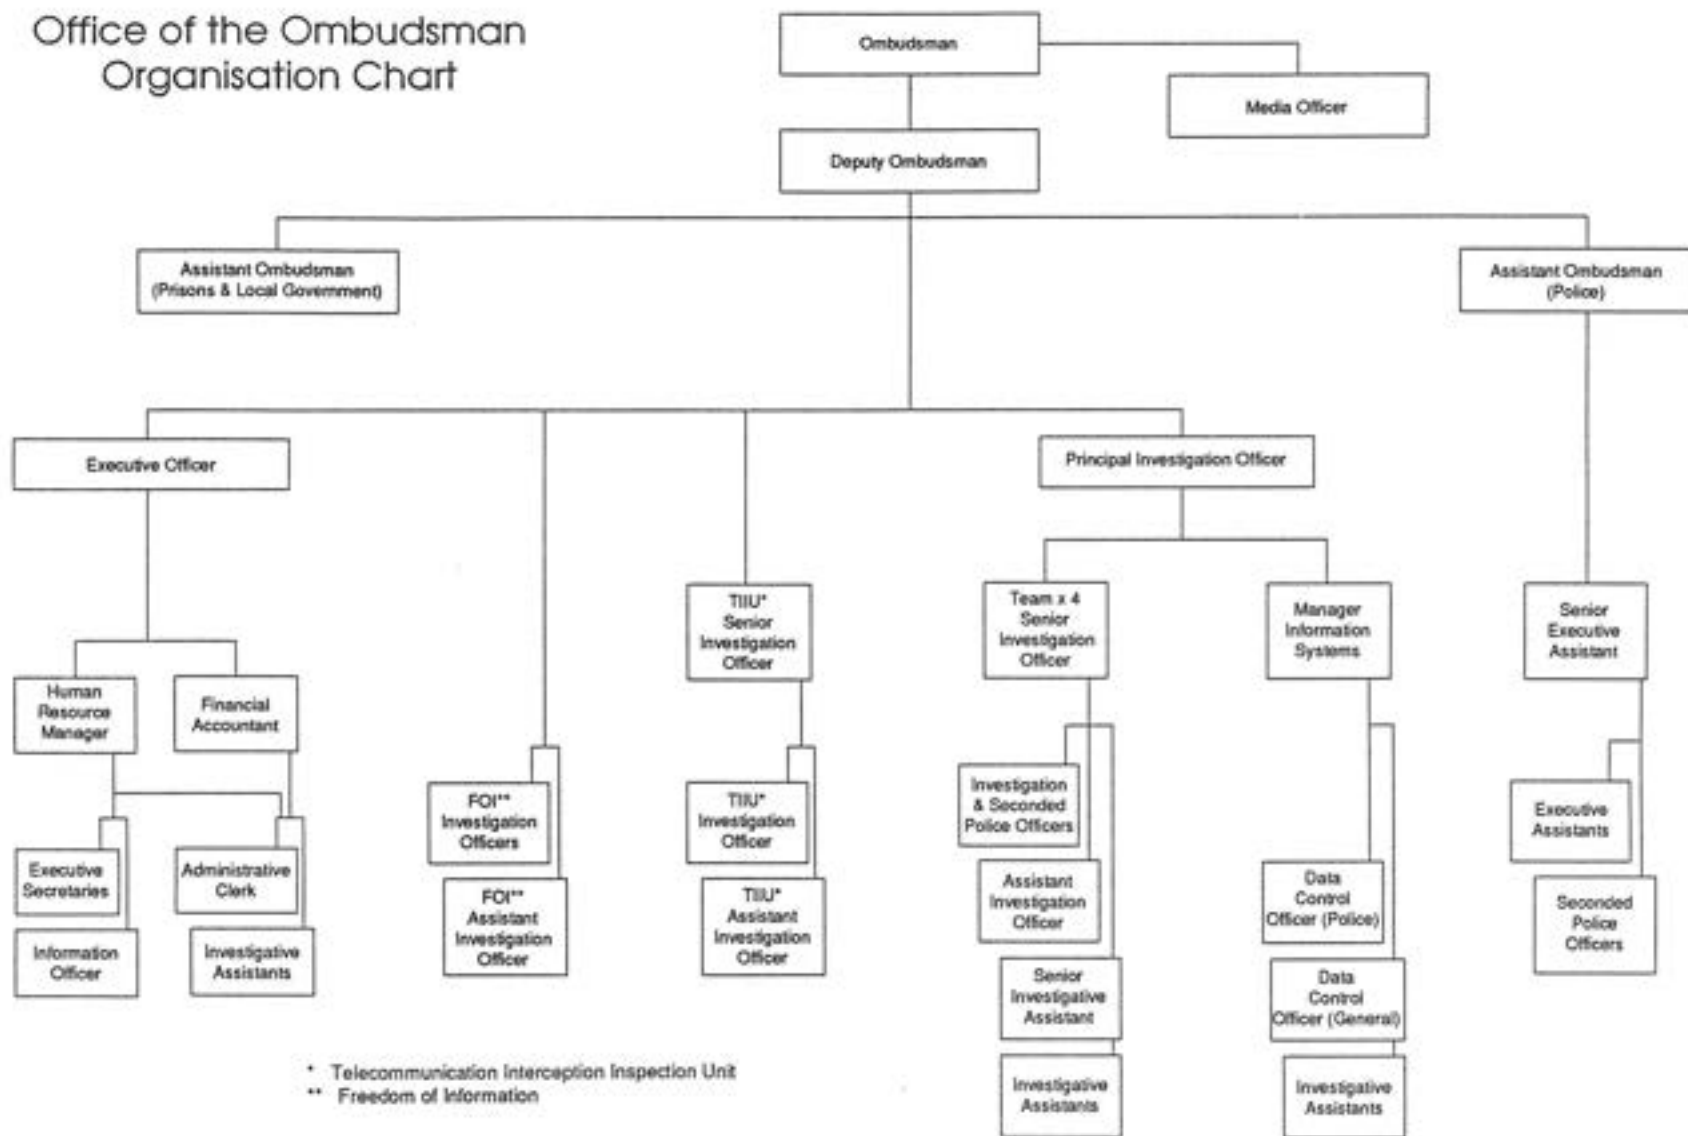 Office of the Ombudsman
Organisation Chart
Ombudsman
Media Officer
Deputy Ombudsman
Assistant Ombudsman
(Prisons & Local Government)
Assistant Ombudsman
(Police)
Executive Officer
Principal Investigation Officer
TIIU*
Senior
Investigation
Officer
Team x 4
Senior
Investigation
Officer
Manager
Information
Systems
Senior
Executive
Assistant
Human
Resource
Manager
Financial
Accountant
FOI**
Investigation
Officers
TIIU*
Investigation
Officer
Investigation
& Seconded
Police Officers
Executive
Assistants
Executive
Secretaries
Administrative
Clerk
FOI**
Assistant
Investigation
Officer
TIIU*
Assistant
Investigation
Officer
Assistant
Investigation
Officer
Data
Control
Officer (Police)
Seconded
Police
Officers
Information
Officer
Investigative
Assistants
Senior
Investigative
Assistant
Data
Control
Officer (General)
Investigative
Assistants
Investigative
Assistants
* Telecommunication Interception Inspection Unit
** Freedom of Information